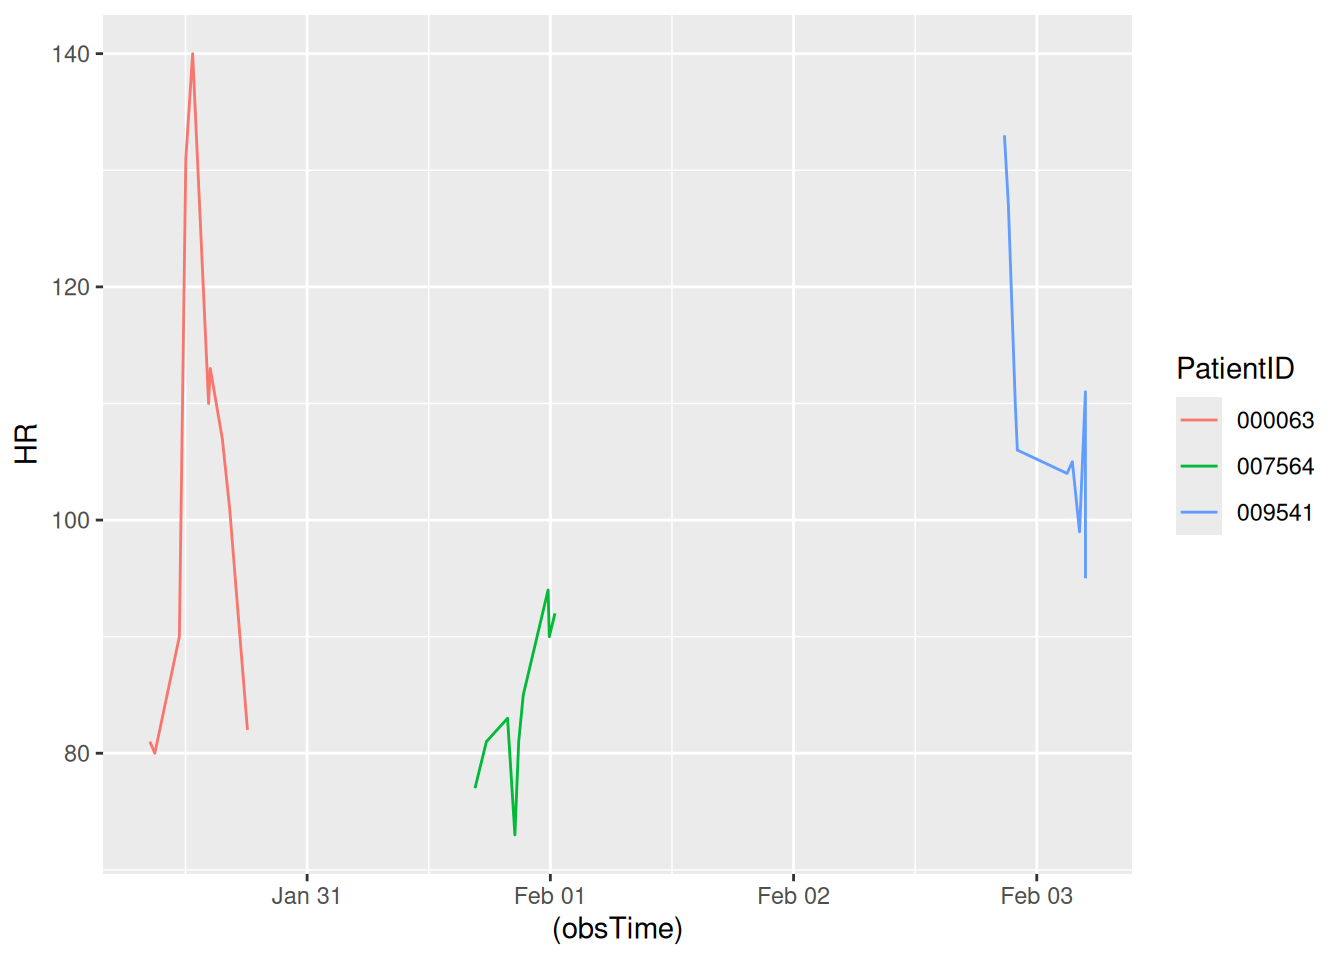 140
120
100
80
HR
Jan 31
Feb 01
Feb 02
Feb 03
(obsTime)
PatientID
000063
007564
009541